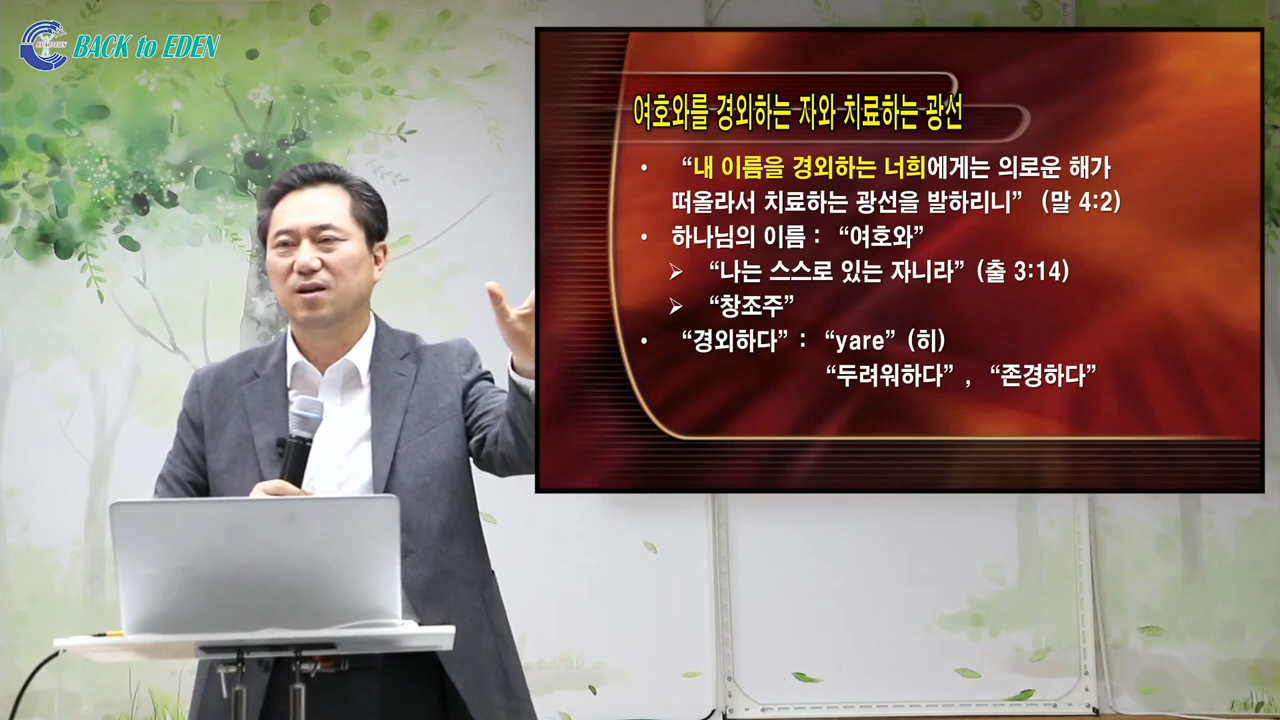 BACK to EDEN
여호와를 경외하는 자와 치료하는 광선
• “내 이름을 경외하는 너희에게는 의로운 해가
떠올라서 치료하는 광선을 발하리니” (말 4:2)
• 하나님의 이름 : “여호와”
➢ “나는 스스로 있는 자니라” (출 3:14)
➢ “창조주”
• “경외하다” : “yare” (히)
“두려워하다” , “존경하다”